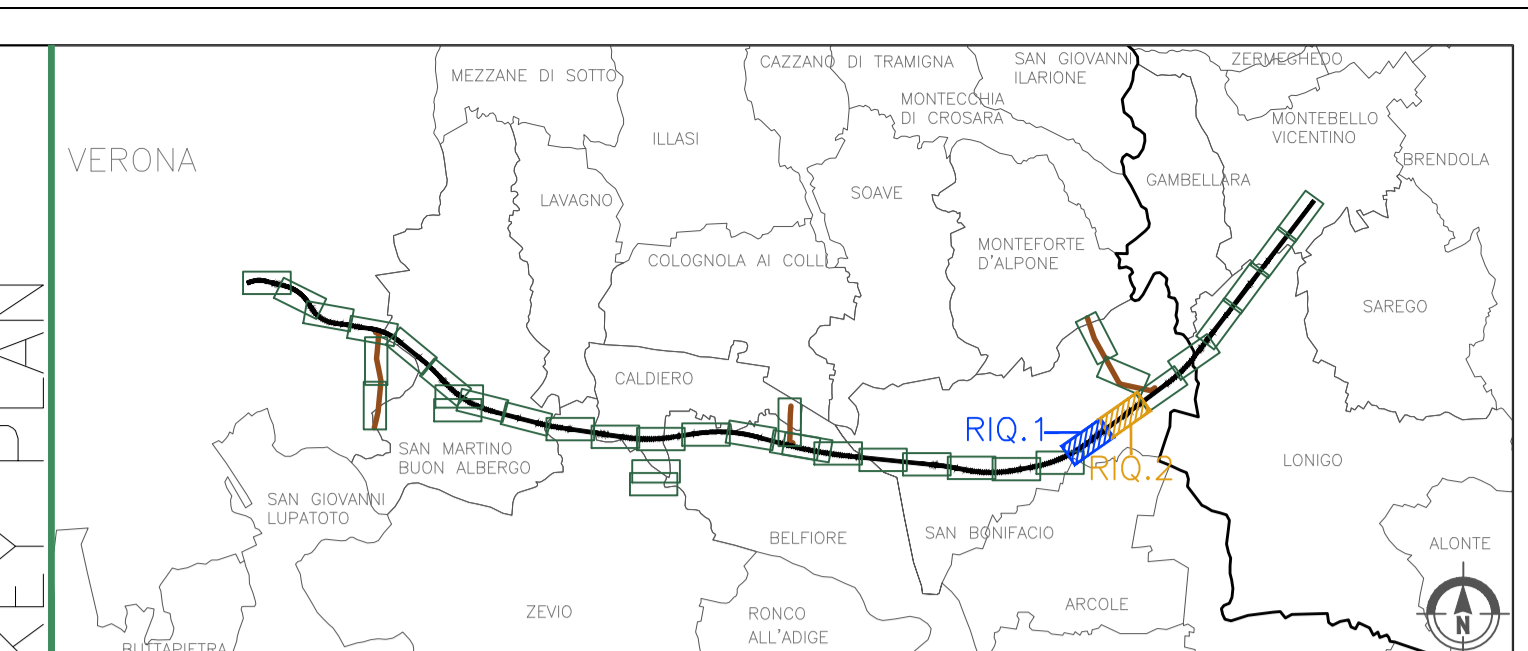 KEY PLAN
MEZZANE DI SOTTO
CAZZANO DI TRAMIGNA
SAN GIOVANNI
ILARIONE
ZERMEGHEDO
MONTECCHIA
DI CROSARA
MONTEBELLO
VICENTINO
ILLASI
VERONA
BRENDOLA
GAMBELLARA
LAVAGNO
SOAVE
MONTEFORTE
D'ALPONE
COLOGNOLA AI COLLI
SAREGO
CALDIERO
RIQ.1
RIQ.2
SAN MARTINO
BUON ALBERGO
LONIGO
SAN GIOVANNI
LUPATOTO
BELFIORE
SAN BONIFACIO
ALONTE
ZEVIO
RONCO
ALL'ADIGE
ARCOLE
N
BUTTAPIETRA